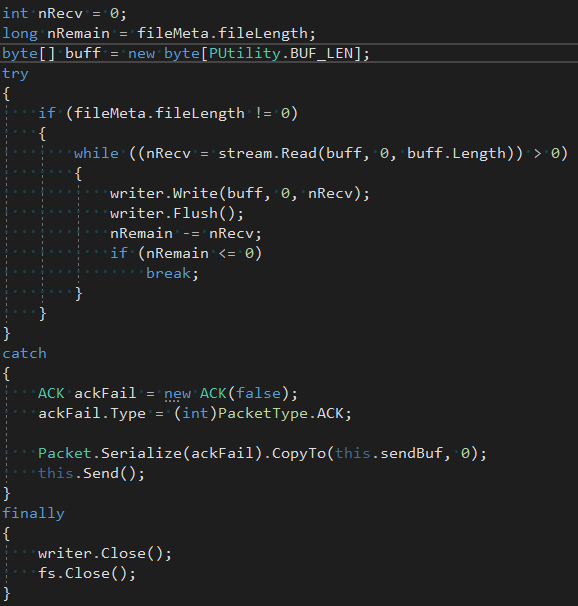 int nRecv = 0;
long nRemain = fileMeta.fileLength;
byte[] buff = new byte[PUtility.BUF_LEN];
try
{
    if (fileMeta.fileLength != 0)
    {
        while ((nRecv = stream.Read(buff, 0, buff.Length)) > 0)
        {
            writer.Write(buff, 0, nRecv);
            writer.Flush();
            nRemain -= nRecv;
            if (nRemain <= 0)
                break;
        }
    }
}
catch
{
    ACK ackFail = new ACK(false);
    ackFail.Type = (int)PacketType.ACK;

    Packet.Serialize(ackFail).CopyTo(this.sendBuf, 0);
    this.Send();
}
finally
{
    writer.Close();
    fs.Close();
}